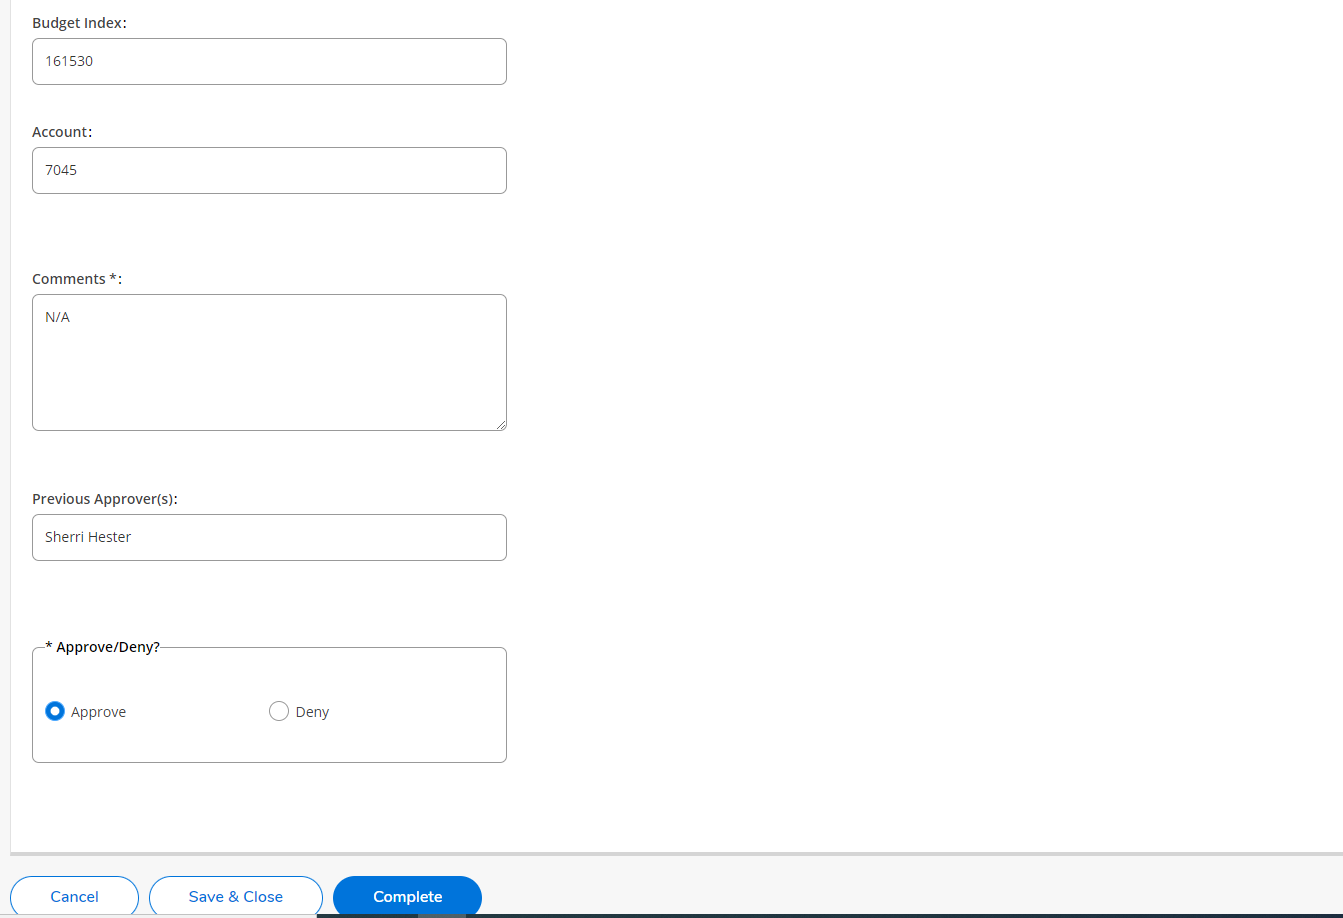 Budget Index:
161530
Account:
7045
Comments *:
N/A
Previous Approver(s):
Sherri Hester
* Approve/Deny?
Approve Deny
Cancel Save & Close Complete